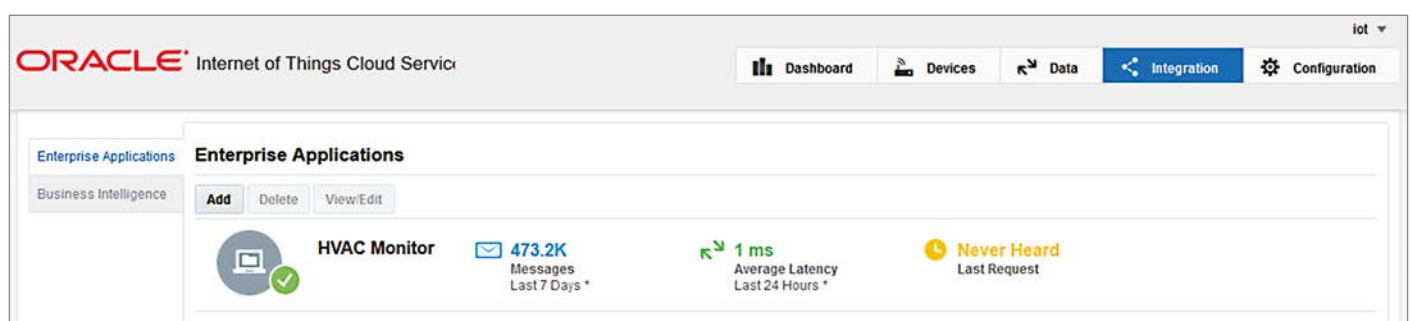 iot
ORACLE Internet of Things Cloud Servic
Dashboard Devices Data Integration Configuration
Enterprise Applications
Business Intelligence
Enterprise Applications
Add Delete View/Edit
HVAC Monitor
473.2K
Messages
Last 7 Days *
1 ms
Average Latency
Last 24 Hours *
Never Heard
Last Request